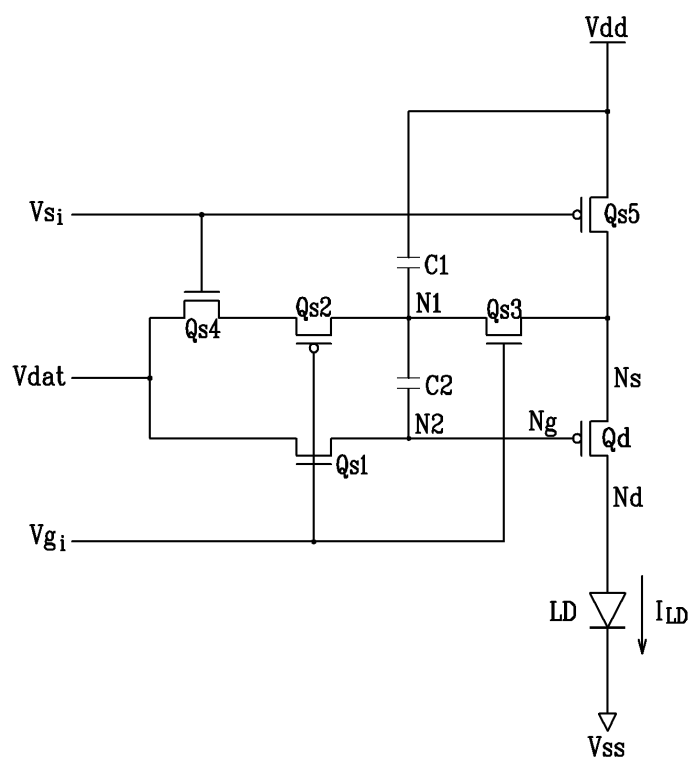 Vdd
Vsi
Qs5
C1
Qs2
N1
Qs3
Qs4
Vdat
C2
Ns
N2
Ng
Qd
Qs1
Nd
Vgi
LD
ILD
Vss